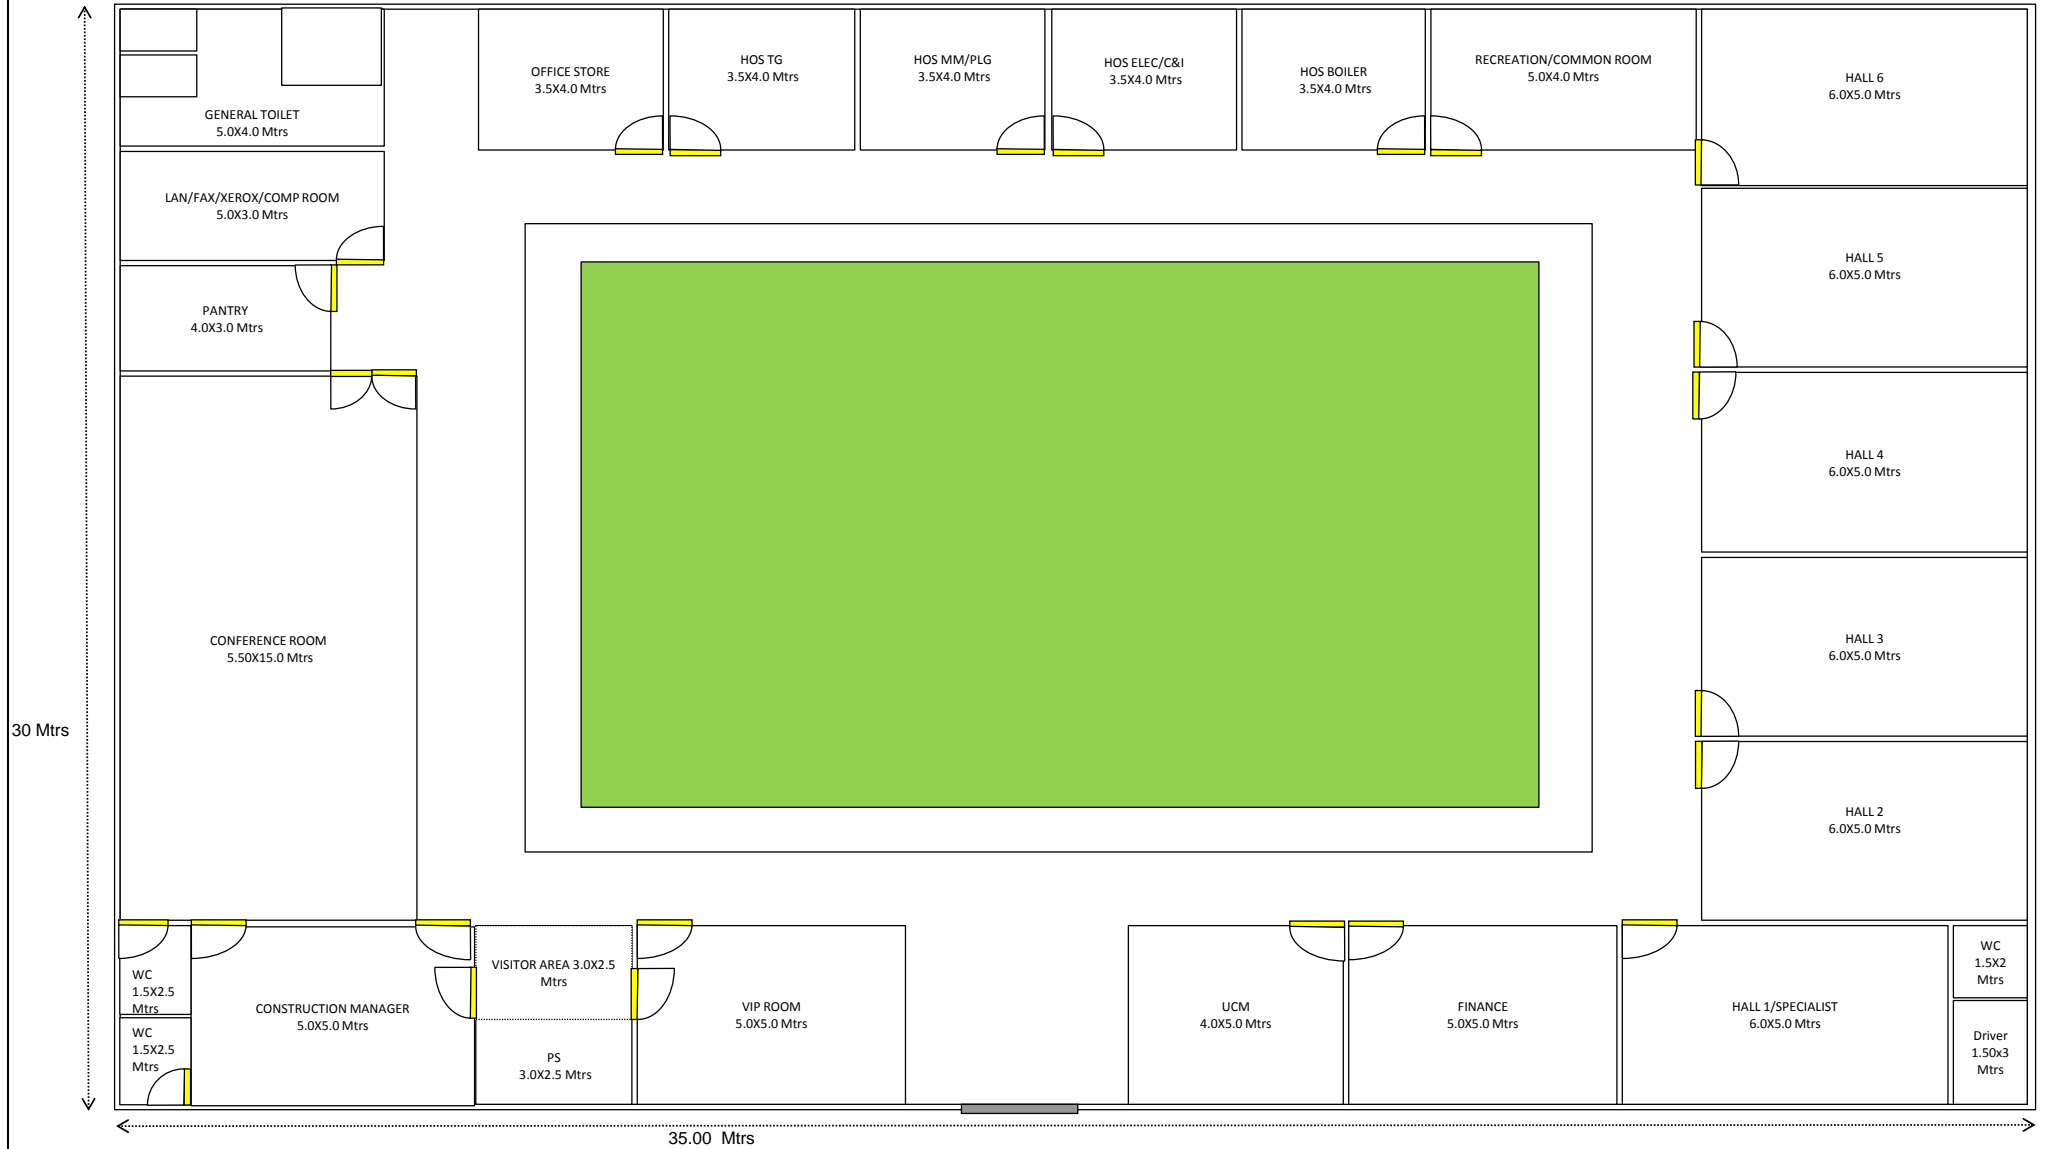 GENERAL TOILET
5.0X4.0 Mtrs
OFFICE STORE
3.5X4.0 Mtrs
HOS TG
3.5X4.0 Mtrs
HOS MM/PLG
3.5X4.0 Mtrs
HOS ELEC/C&I
3.5X4.0 Mtrs
HOS BOILER
3.5X4.0 Mtrs
RECREATION/COMMON ROOM
5.0X4.0 Mtrs
HALL 6
6.0X5.0 Mtrs
LAN/FAX/XEROX/COMP ROOM
5.0X3.0 Mtrs
HALL 5
6.0X5.0 Mtrs
PANTRY
4.0X3.0 Mtrs
HALL 4
6.0X5.0 Mtrs
CONFERENCE ROOM
5.50X15.0 Mtrs
HALL 3
6.0X5.0 Mtrs
30 Mtrs
HALL 2
6.0X5.0 Mtrs
WC
1.5X2.5
Mtrs
WC
1.5X2.5
Mtrs
CONSTRUCTION MANAGER
5.0X5.0 Mtrs
VISITOR AREA 3.0X2.5
Mtrs
PS
3.0X2.5 Mtrs
VIP ROOM
5.0X5.0 Mtrs
UCM
4.0X5.0 Mtrs
FINANCE
5.0X5.0 Mtrs
HALL 1/SPECIALIST
6.0X5.0 Mtrs
WC
1.5X2
Mtrs
Driver
1.50x3
Mtrs
35.00 Mtrs